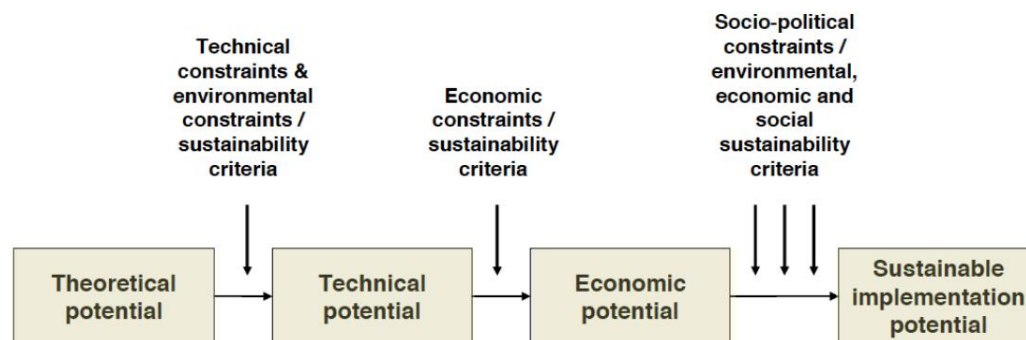 Technical
constraints &
environmental
constraints /
sustainability
criteria
Economic
constraints /
sustainability
criteria
Socio-political
constraints /
environmental,
economic and
social
sustainability
criteria
Theoretical
potential
Technical
potential
Economic
potential
Sustainable
implementation
potential